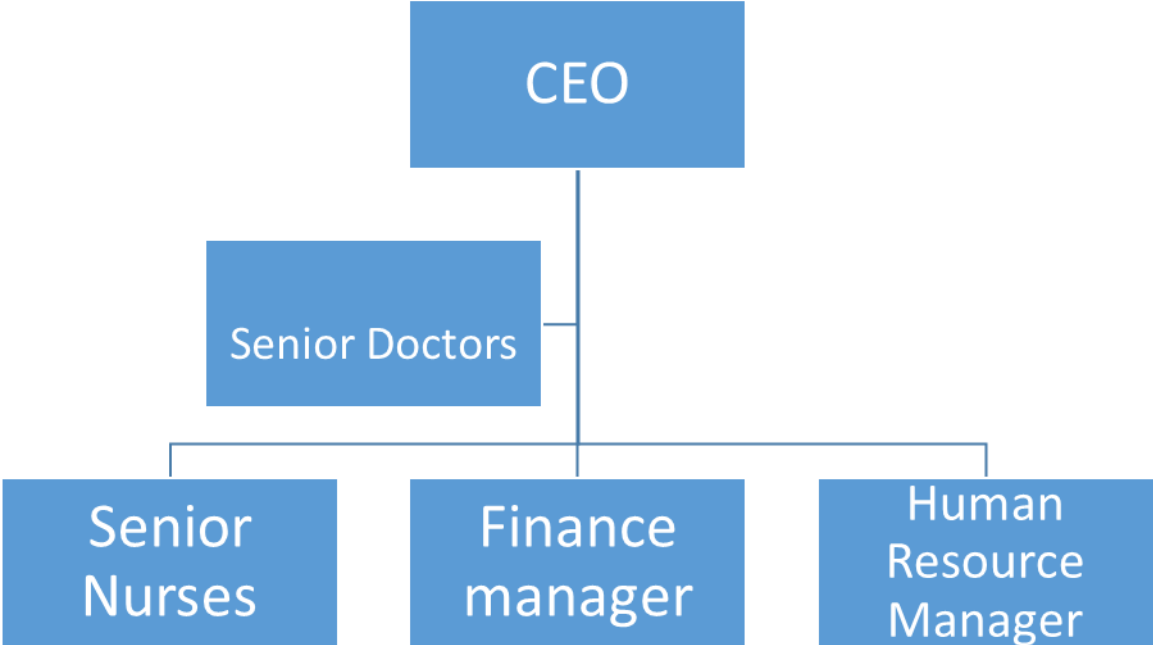 CEO
Senior Doctors
Senior
Nurses
Finance
manager
Human
Resource
Manager